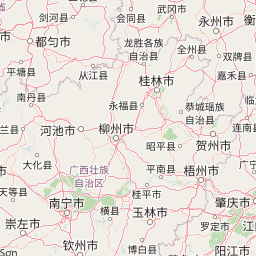 会同县
武冈市
永州市
剑河县
都匀市
龙胜各族
自治县
全州县
双牌县
平塘县
从江县
桂林市
嘉禾县
南丹县
永福县
恭城瑶族
自治县
连南县
兰县
河池市
柳州市
贺州市
昭平县
大化县
广西壮族
自治区
平南县
梧州市
天等县
桂平市
肇庆市
南宁市
横县
玉林市
崇左市
罗定市
江
博白县
钦州市
阳江市
Sơn